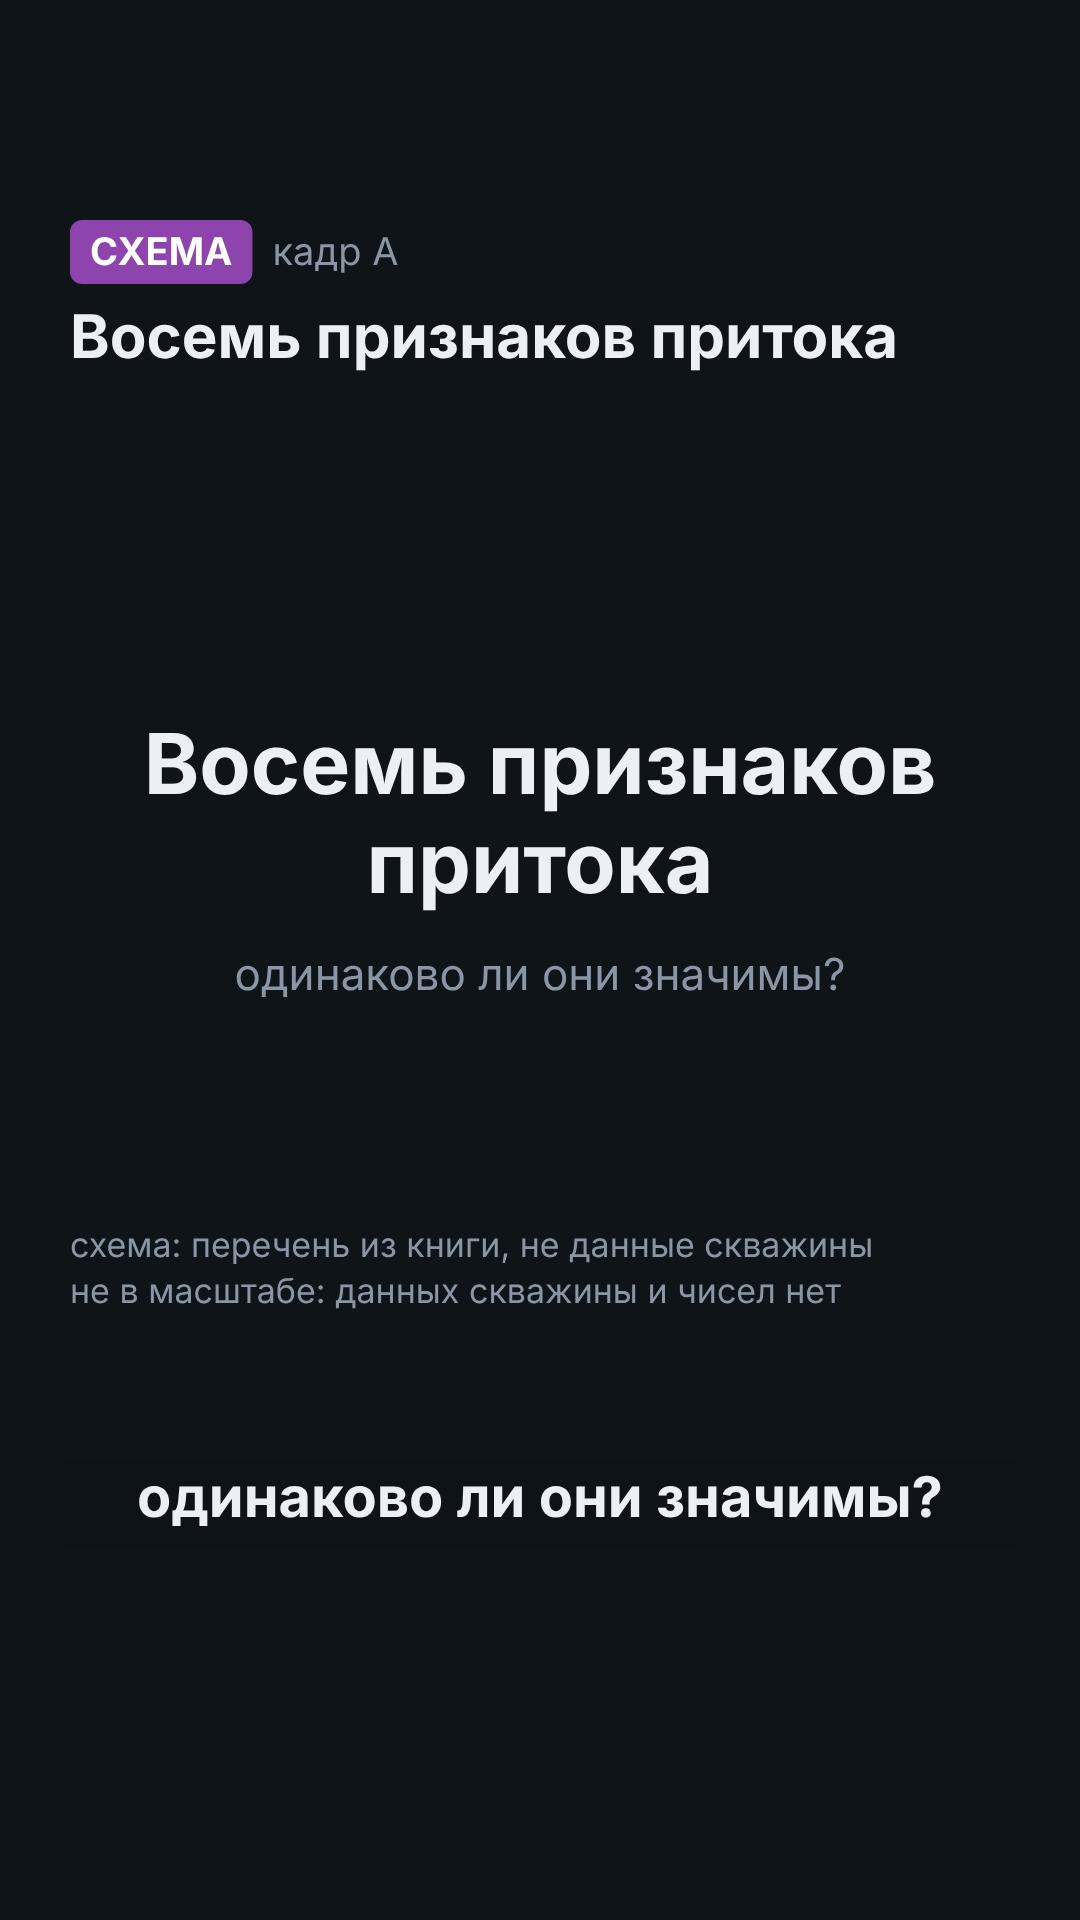 СХЕМА кадр А
Восемь признаков притока
Восемь признаков
притока
одинаково ли они значимы?
схема: перечень из книги, не данные скважины
не в масштабе: данных скважины и чисел нет
одинаково ли они значимы?